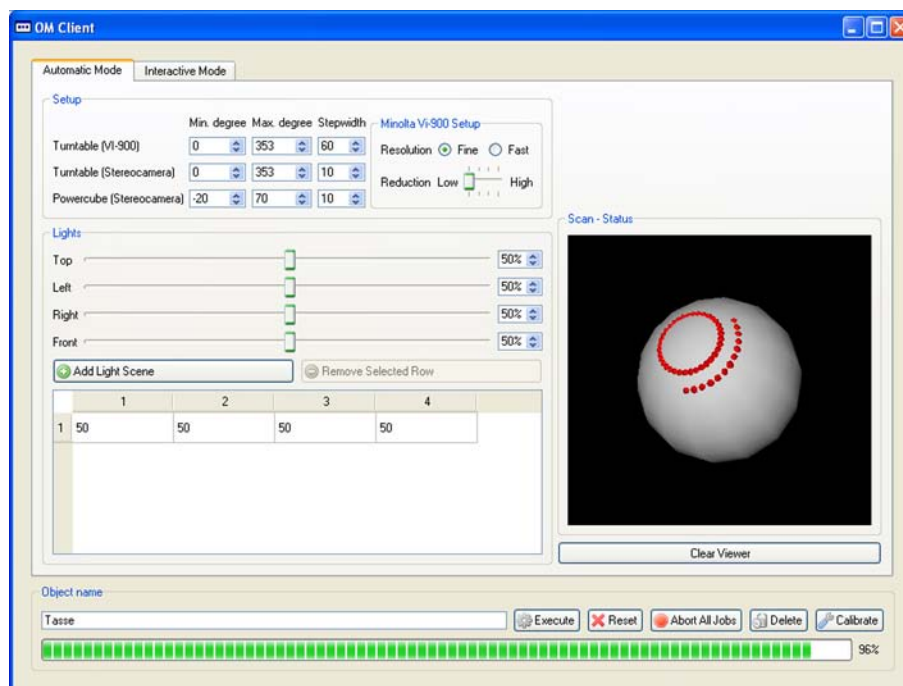 OM Client
Automatic Mode Interactive Mode
Setup
Min. degree Max. degree Stepwidth
Turntable (VI-900) 0 353 60
Turntable (Stereocamera) 0 353 10
Powercube (Stereocamera) -20 70 10
Minolta Vi-900 Setup
Resolution Fine Fast
Reduction Low High
Lights
Top 50%
Left 50%
Right 50%
Front 50%
Add Light Scene Remove Selected Row
1 2 3 4
1 50 50 50 50
Scan - Status
Clear Viewer
Object name
Tasse Execute Reset Abort All Jobs Delete Calibrate
96%